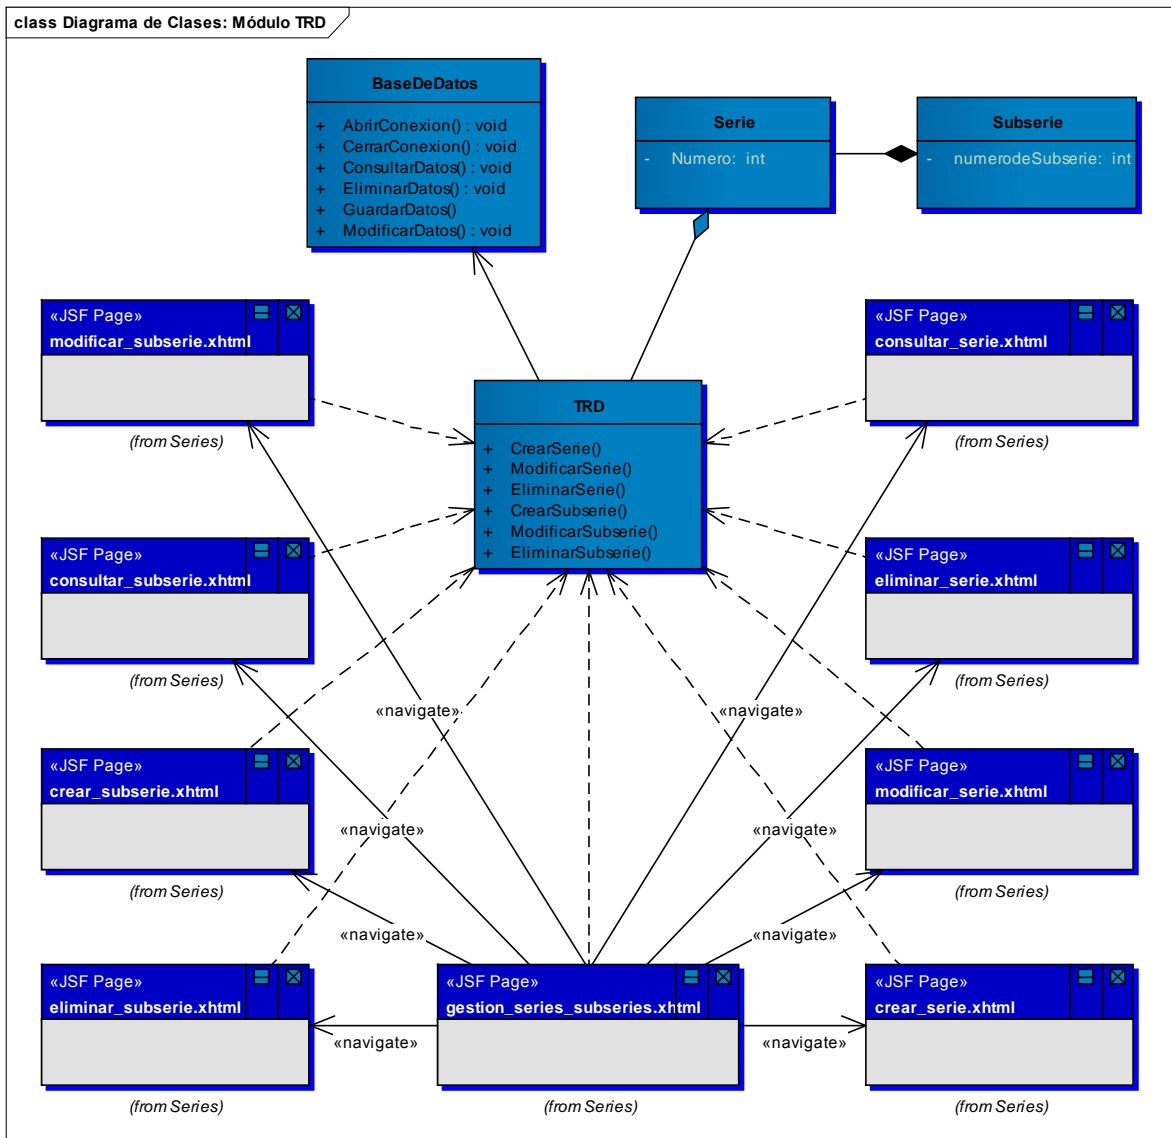 class Diagrama de Clases: Módulo TRD
BaseDeDatos
+ AbrirConexion() : void
+ CerrarConexion() : void
+ ConsultarDatos() : void
+ EliminarDatos() : void
+ GuardarDatos()
+ ModificarDatos() : void
Serie
- Numero: int
Subserie
- numerodeSubserie: int
«JSF Page»
modificar_subserie.xhtml
(from Series)
«JSF Page»
consultar_serie.xhtml
(from Series)
TRD
+ CrearSerie()
+ ModificarSerie()
+ EliminarSerie()
+ CrearSubserie()
+ ModificarSubserie()
+ EliminarSubserie()
«JSF Page»
consultar_subserie.xhtml
(from Series)
«JSF Page»
eliminar_serie.xhtml
(from Series)
«navigate»
«navigate»
«JSF Page»
crear_subserie.xhtml
(from Series)
«JSF Page»
modificar_serie.xhtml
(from Series)
«navigate»
«navigate»
«navigate»
«navigate»
«JSF Page»
eliminar_subserie.xhtml
(from Series)
«navigate»
«JSF Page»
gestion_series_subseries.xhtml
(from Series)
«navigate»
«JSF Page»
crear_serie.xhtml
(from Series)